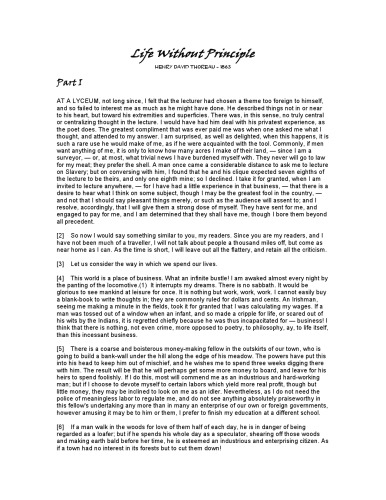 Life Without Principle
HENRY DAVID THOREAU - 1863
Part I
AT A LYCEUM, not long since, I felt that the lecturer had chosen a theme too foreign to himself,
and so failed to interest me as much as he might have done. He described things not in or near
to his heart, but toward his extremities and superficies. There was, in this sense, no truly central
or centralizing thought in the lecture. I would have had him deal with his privatest experience, as
the poet does. The greatest compliment that was ever paid me was when one asked me what I
thought, and attended to my answer. I am surprised, as well as delighted, when this happens, it is
such a rare use he would make of me, as if he were acquainted with the tool. Commonly, if men
want anything of me, it is only to know how many acres I make of their land, — since I am a
surveyor, — or, at most, what trivial news I have burdened myself with. They never will go to law
for my meat; they prefer the shell. A man once came a considerable distance to ask me to lecture
on Slavery; but on conversing with him, I found that he and his clique expected seven eighths of
the lecture to be theirs, and only one eighth mine; so I declined. I take it for granted, when I am
invited to lecture anywhere, — for I have had a little experience in that business, — that there is a
desire to hear what I think on some subject, though I may be the greatest fool in the country, —
and not that I should say pleasant things merely, or such as the audience will assent to; and I
resolve, accordingly, that I will give them a strong dose of myself. They have sent for me, and
engaged to pay for me, and I am determined that they shall have me, though I bore them beyond
all precedent.
[2] So now I would say something similar to you, my readers. Since you are my readers, and I
have not been much of a traveller, I will not talk about people a thousand miles off, but come as
near home as I can. As the time is short, I will leave out all the flattery, and retain all the criticism.
[3] Let us consider the way in which we spend our lives.
[4] This world is a place of business. What an infinite bustle! I am awaked almost every night by
the panting of the locomotive.(1) It interrupts my dreams. There is no sabbath. It would be
glorious to see mankind at leisure for once. It is nothing but work, work, work. I cannot easily buy
a blank-book to write thoughts in; they are commonly ruled for dollars and cents. An Irishman,
seeing me making a minute in the fields, took it for granted that I was calculating my wages. If a
man was tossed out of a window when an infant, and so made a cripple for life, or scared out of
his wits by the Indians, it is regretted chiefly because he was thus incapacitated for — business! I
think that there is nothing, not even crime, more opposed to poetry, to philosophy, ay, to life itself,
than this incessant business.
[5] There is a coarse and boisterous money-making fellow in the outskirts of our town, who is
going to build a bank-wall under the hill along the edge of his meadow. The powers have put this
into his head to keep him out of mischief, and he wishes me to spend three weeks digging there
with him. The result will be that he will perhaps get some more money to board, and leave for his
heirs to spend foolishly. If I do this, most will commend me as an industrious and hard-working
man; but if I choose to devote myself to certain labors which yield more real profit, though but
little money, they may be inclined to look on me as an idler. Nevertheless, as I do not need the
police of meaningless labor to regulate me, and do not see anything absolutely praiseworthy in
this fellow's undertaking any more than in many an enterprise of our own or foreign governments,
however amusing it may be to him or them, I prefer to finish my education at a different school.
[6] If a man walk in the woods for love of them half of each day, he is in danger of being
regarded as a loafer; but if he spends his whole day as a speculator, shearing off those woods
and making earth bald before her time, he is esteemed an industrious and enterprising citizen. As
if a town had no interest in its forests but to cut them down!